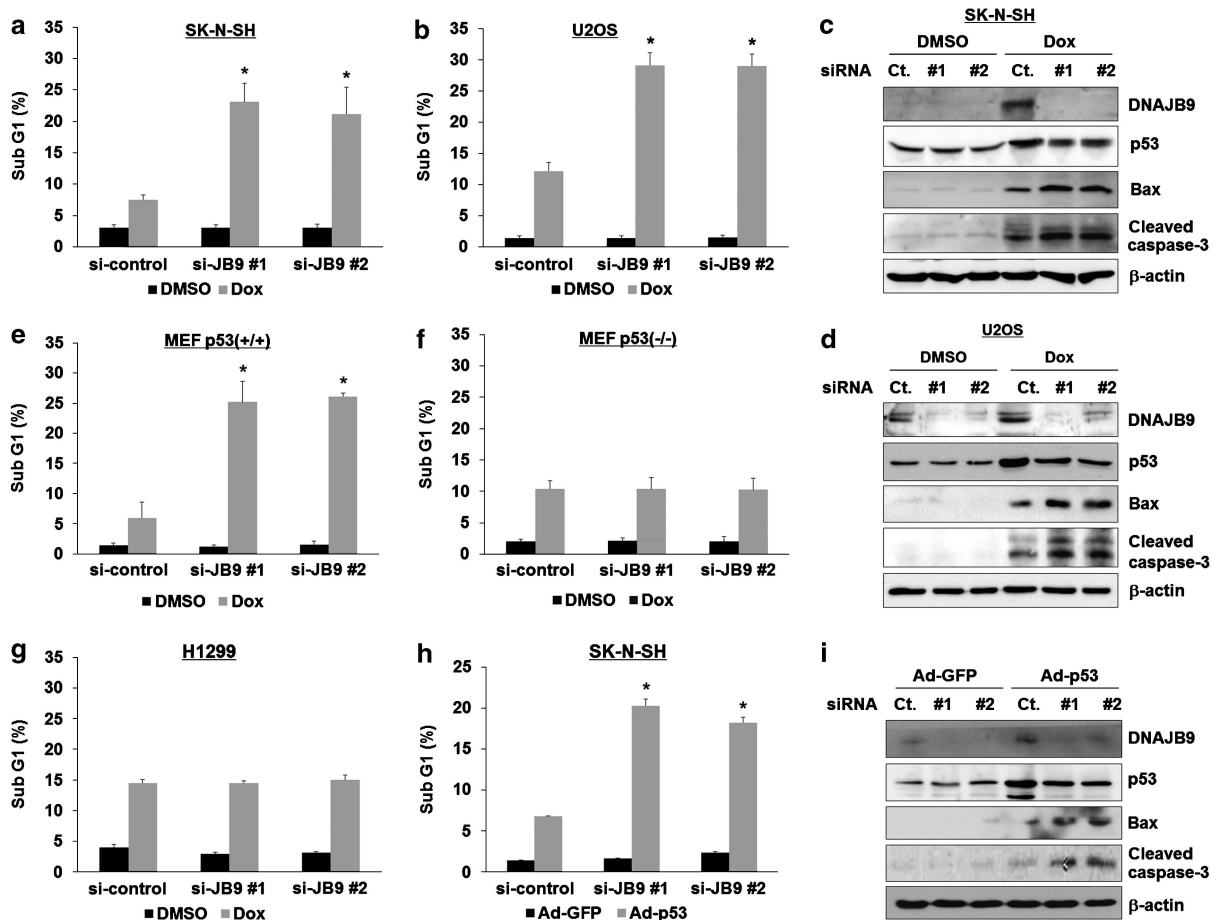 a
SK-N-SH
Sub G1 (%)
35
30
25
20
15
10
5
0
*
*
si-control si-JB9 #1 si-JB9 #2
DMSO Dox
b
U2OS
Sub G1 (%)
35
30
25
20
15
10
5
0
*
*
si-control si-JB9 #1 si-JB9 #2
DMSO Dox
c
SK-N-SH
DMSO Dox
siRNA Ct. #1 #2 Ct. #1 #2
DNAJB9
p53
Bax
Cleaved
caspase-3
β-actin
e
MEF p53(+/+)
Sub G1 (%)
35
30
25
20
15
10
5
0
*
*
si-control si-JB9 #1 si-JB9 #2
DMSO Dox
f
MEF p53(-/-)
Sub G1 (%)
35
30
25
20
15
10
5
0
si-control si-JB9 #1 si-JB9 #2
DMSO Dox
d
U2OS
DMSO Dox
siRNA Ct. #1 #2 Ct. #1 #2
DNAJB9
p53
Bax
Cleaved
caspase-3
β-actin
g
H1299
Sub G1 (%)
35
30
25
20
15
10
5
0
si-control si-JB9 #1 si-JB9 #2
DMSO Dox
h
SK-N-SH
Sub G1 (%)
25
20
15
10
5
0
*
*
si-control si-JB9 #1 si-JB9 #2
Ad-GFP Ad-p53
i
Ad-GFP Ad-p53
siRNA Ct. #1 #2 Ct. #1 #2
DNAJB9
p53
Bax
Cleaved
caspase-3
β-actin